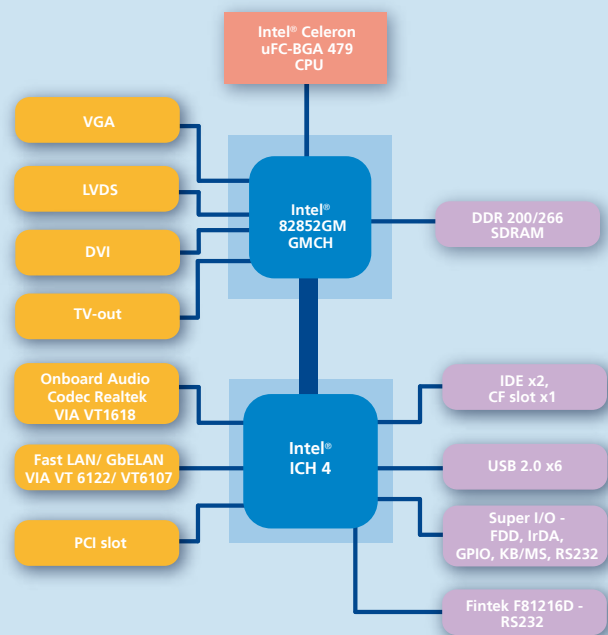 Intel® Celeron
uFC-BGA 479
CPU
VGA
LVDS
DVI
TV-out
Intel®
82852GM
GMCH
DDR 200/266
SDRAM
Onboard Audio
Codec Realtek
VIA VT1618
Fast LAN/ GbELAN
VIA VT 6122/ VT6107
PCI slot
Intel®
ICH 4
IDE x2,
CF slot x1
USB 2.0 x6
Super I/O -
FDD, IrDA,
GPIO, KB/MS, RS232
Fintek F81216D -
RS232